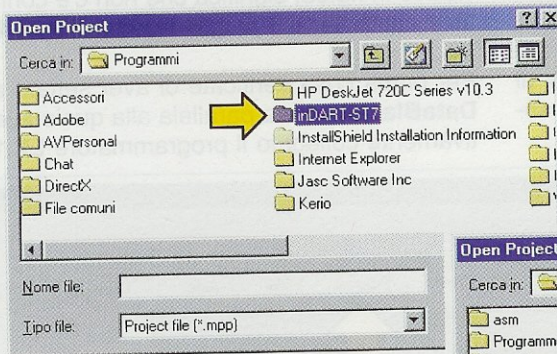 Open Project
Cerca in: Programmi
Accessori
Adobe
AVPersonal
Chat
DirectX
File comuni
HP DeskJet 720C Series v10.3
inDART-ST7
InstallShield Installation Information
Internet Explorer
Jasc Software Inc
Kerio
Nome file:
Tipo file: Project file (*.mpp)
Open Project
Cerca in:
asm
Programm